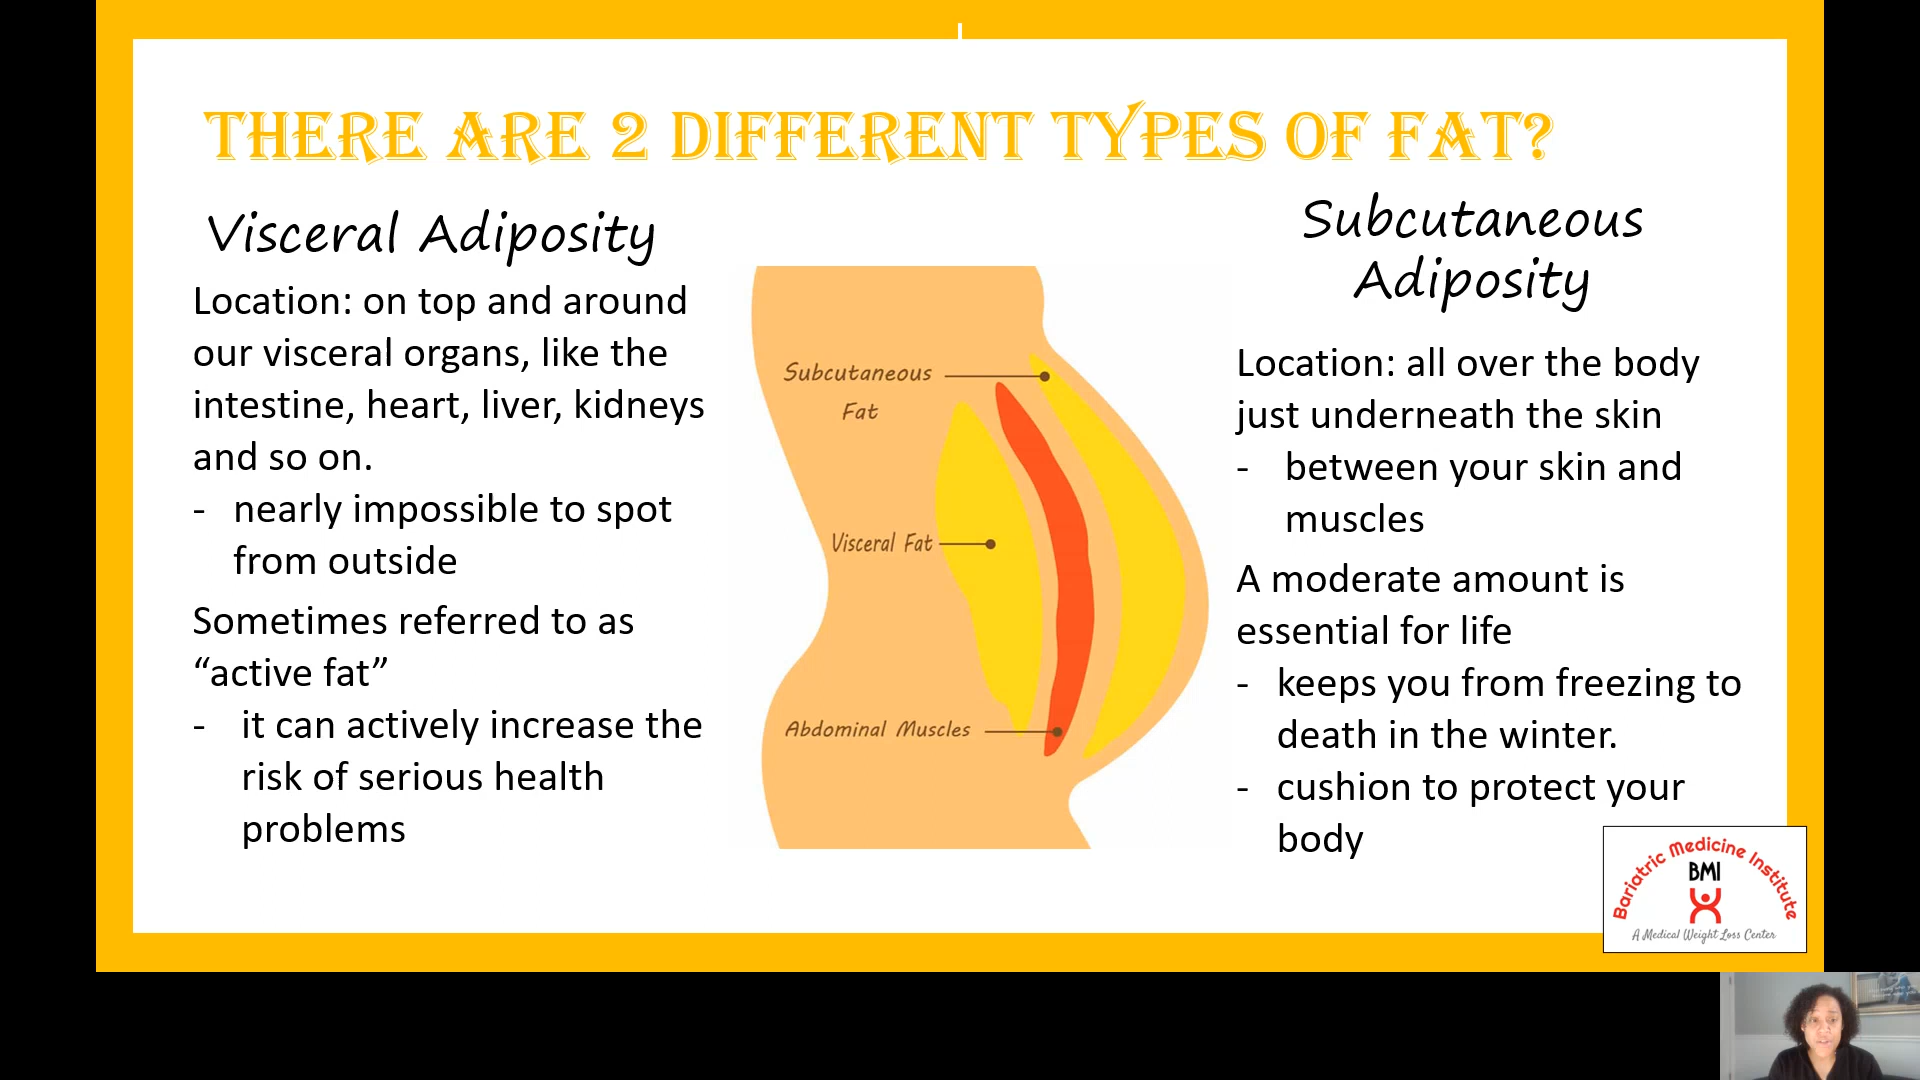 THERE ARE 2 DIFFERENT TYPES OF FAT?
Visceral Adiposity
Location: on top and around
our visceral organs, like the
intestine, heart, liver, kidneys
and so on.
- nearly impossible to spot
from outside
Sometimes referred to as
“active fat”
- it can actively increase the
risk of serious health
problems
Subcutaneous
Fat
Visceral Fat
Abdominal Muscles
Subcutaneous
Adiposity
Location: all over the body
just underneath the skin
- between your skin and
muscles
A moderate amount is
essential for life
- keeps you from freezing to
death in the winter.
- cushion to protect your
body
Bariatric Medicine Institute
BMI
A Medical Weight Loss Center